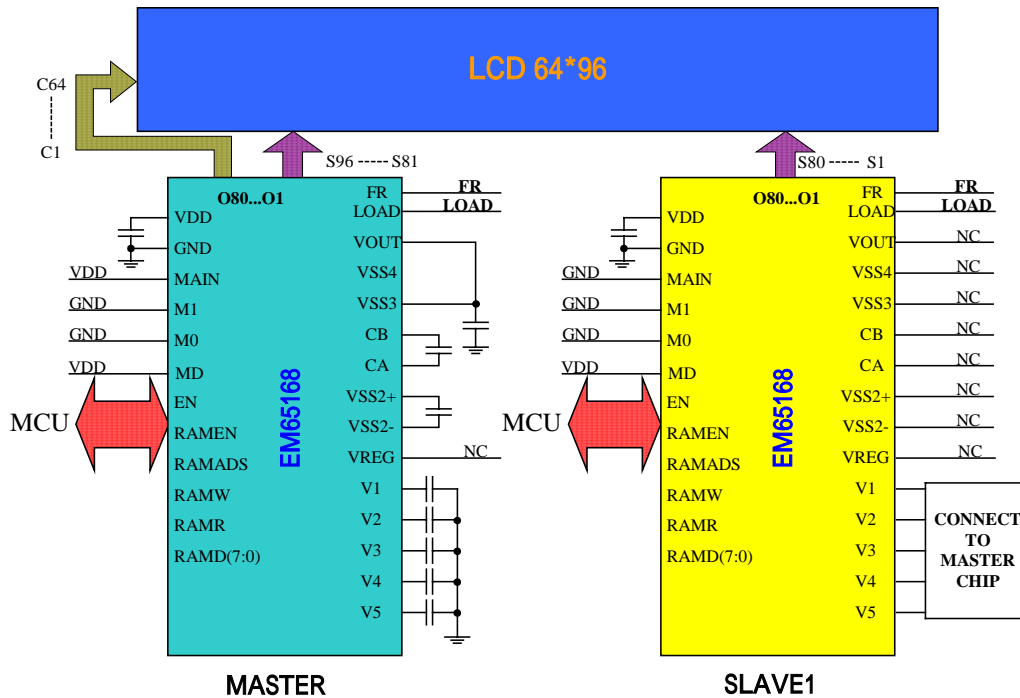 LCD 64*96
C64
C1
S96 ----- S81
S80 ----- S1
O80...O1
VDD
GND
MAIN
M1
M0
MD
EN
RAMEN
RAMADS
RAMW
RAMR
RAMD(7:0)
VDD
GND
GND
VDD
MCU
EM65168
FR
LOAD
VOUT
VSS4
VSS3
CB
CA
VSS2+
VSS2-
VREG
V1
V2
V3
V4
V5
FR
LOAD
NC
MASTER
O80...O1
VDD
GND
MAIN
M1
M0
MD
EN
RAMEN
RAMADS
RAMW
RAMR
RAMD(7:0)
GND
GND
GND
VDD
MCU
EM65168
FR
LOAD
VOUT
VSS4
VSS3
CB
CA
VSS2+
VSS2-
VREG
V1
V2
V3
V4
V5
FR
LOAD
NC
NC
NC
NC
NC
NC
NC
NC
CONNECT
TO
MASTER
CHIP
SLAVE1